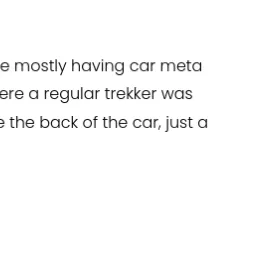 e mostly having car meta
ere a regular trekker was
the back of the car, just a